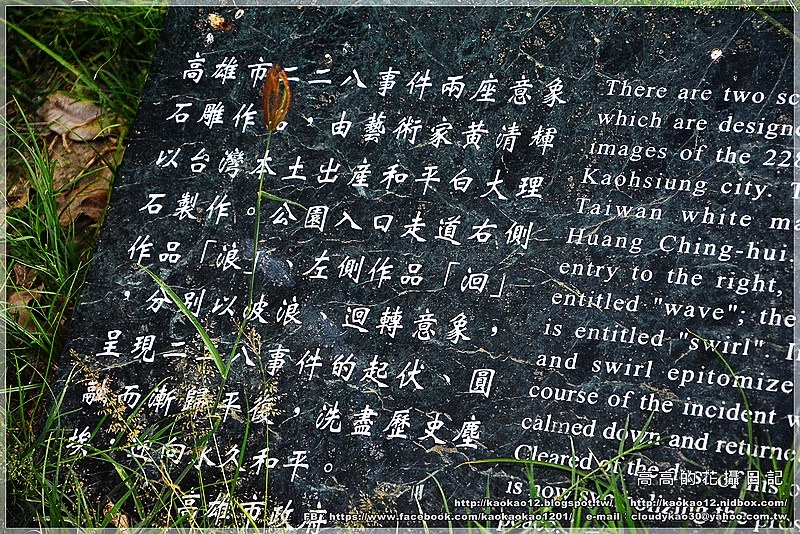 高雄市二二八事件兩座意象
石雕作品，由藝術家黃清輝
以台灣本土出產和平白大理
石製作。公園入口走道右側
作品「浪」、左側作品「洄」
，分別以波浪、迴轉意象，
呈現二二八事件的起伏、圓
融而漸歸平復，洗盡歷史塵
埃，迎向永久和平。
高雄市政府
There are two
which are
images of the 228
Kaohsiung city.
Taiwan white
Huang Ching-hui.
entry to the right,
entitled "wave"; the
is entitled "swirl".
and swirl epitomize
course of the incident
calmed down and
Cleared of the dust
is now
高高的花攝日記
http://kaokao12.blogspot.tw/ http://kaokao12.nidbox.com/
FB：https://www.facebook.com/kaokaokao1201/ e-mail：cloudykao30@yahoo.com.tw